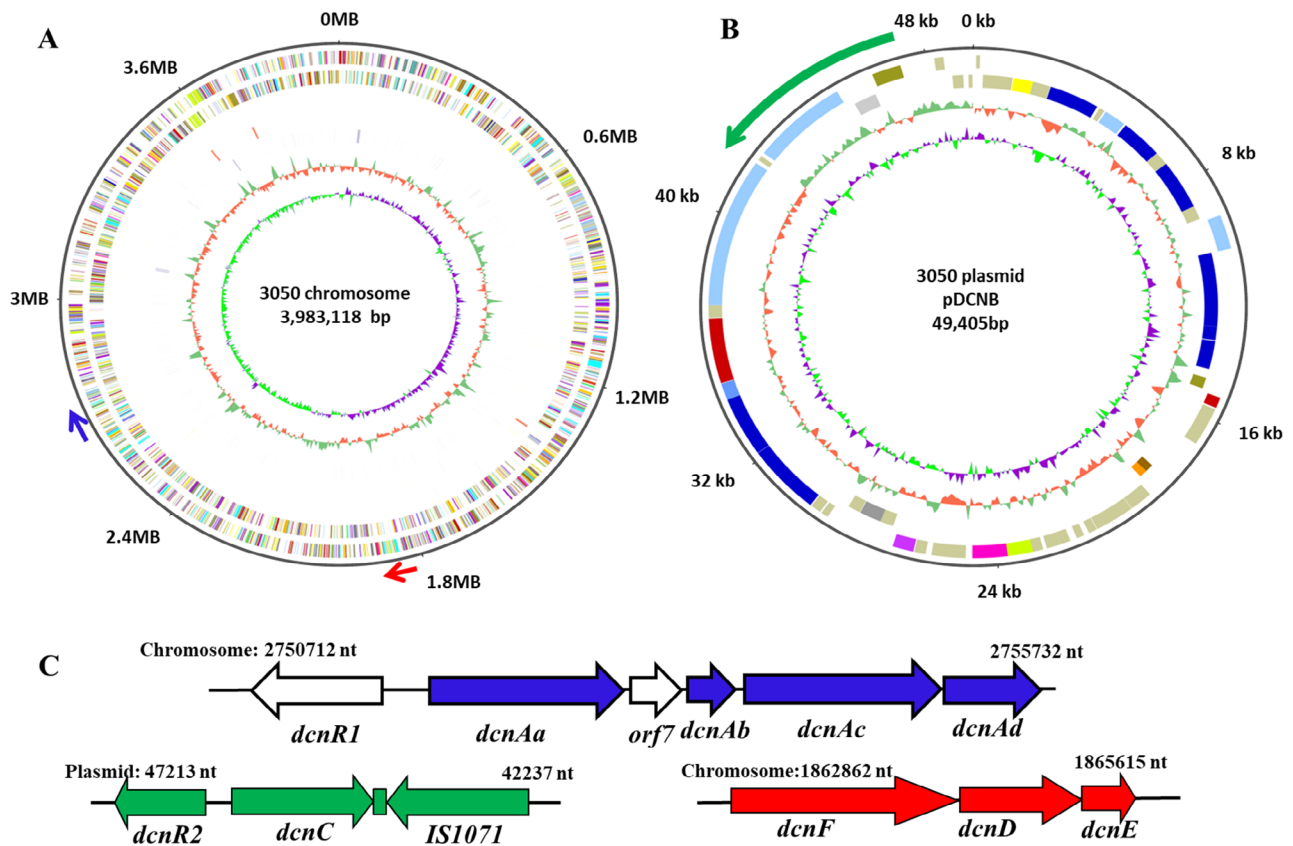 A
0MB
0.6MB
1.2MB
1.8MB
2.4MB
3MB
3.6MB
3050 chromosome
3,983,118 bp
B
48 kb
0 kb
8 kb
16 kb
24 kb
32 kb
40 kb
3050 plasmid
pDCNB
49,405bp
C
Chromosome: 2750712 nt
2755732 nt
dcnR1
dcnAa
orf7
dcnAb
dcnAc
dcnAd
Plasmid: 47213 nt
42237 nt
dcnR2
dcnC
IS1071
Chromosome:1862862 nt
1865615 nt
dcnF
dcnD
dcnE